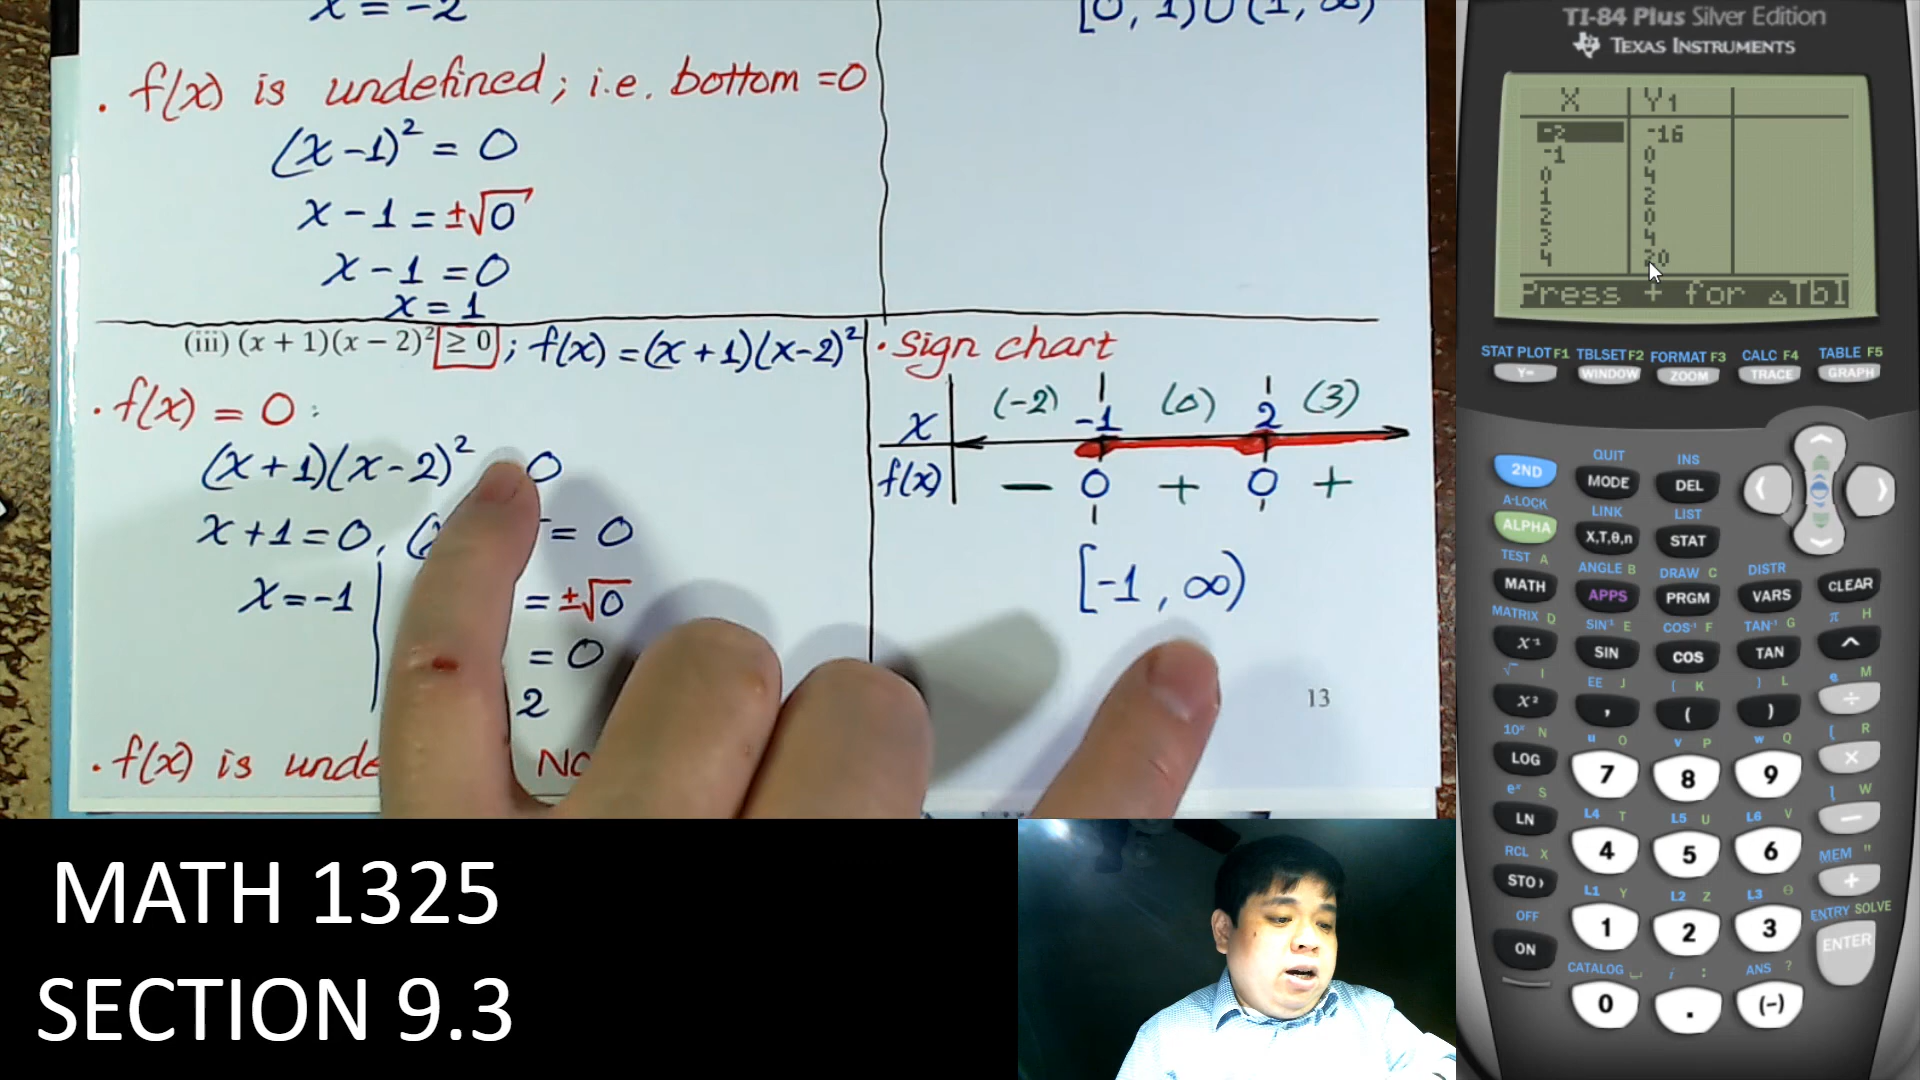 x = -2
[0, 1) ∪ (1, ∞)
• f(x) is undefined; i.e. bottom = 0
(x-1)² = 0
x - 1 = ±√0
x - 1 = 0
x = 1
(iii) (x + 1)(x − 2)² ≥ 0 ; f(x) = (x+1)(x-2)²
• f(x) = 0 :
(x+1)(x-2)² 0
x+1 = 0, ( = 0
x = -1
= ±√0
= 0
2
• f(x) is unde
• sign chart
x (-2) -1 (0) 2 (3)
f(x) − 0 + 0 +
[-1, ∞)
13
MATH 1325
SECTION 9.3
TI-84 Plus Silver Edition
TEXAS INSTRUMENTS
X Y1
-2 -16
-1 0
0 4
1 2
2 0
3 4
4 20
Press + for △Tbl
STAT PLOT F1 TBLSET F2 FORMAT F3 CALC F4 TABLE F5
Y= WINDOW ZOOM TRACE GRAPH
QUIT INS
2ND MODE DEL
A-LOCK LINK LIST
ALPHA X,T,θ,n STAT
TEST A ANGLE B DRAW C DISTR
MATH APPS PRGM VARS CLEAR
MATRIX D SIN⁻¹ E COS⁻¹ F TAN⁻¹ G π H
x⁻¹ SIN COS TAN ^
√ I EE J { K } L e M
x² , ( ) ÷
10ˣ N u O v P w Q [ R
LOG 7 8 9 ×
eˣ S L4 T L5 U L6 V ] W
LN 4 5 6 −
RCL X L1 Y L2 Z L3 θ MEM "
STO› 1 2 3 +
OFF CATALOG ⎵ i : ANS ? ENTRY SOLVE
ON 0 . (−) ENTER